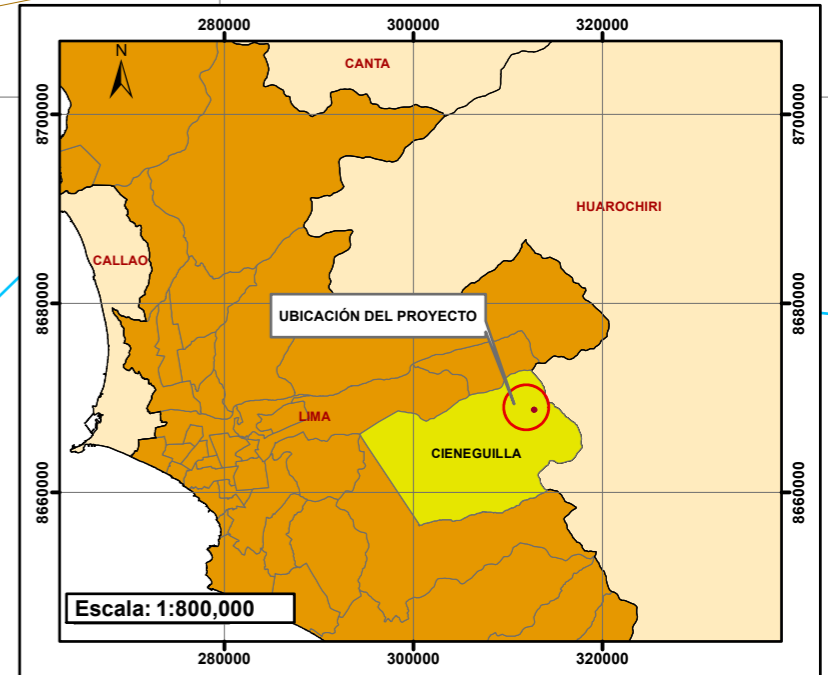 280000
300000
320000
N
CANTA
8700000
8700000
HUAROCHIRI
CALLAO
8680000
8680000
UBICACIÓN DEL PROYECTO
LIMA
CIENEGUILLA
8660000
8660000
Escala: 1:800,000
280000
300000
320000